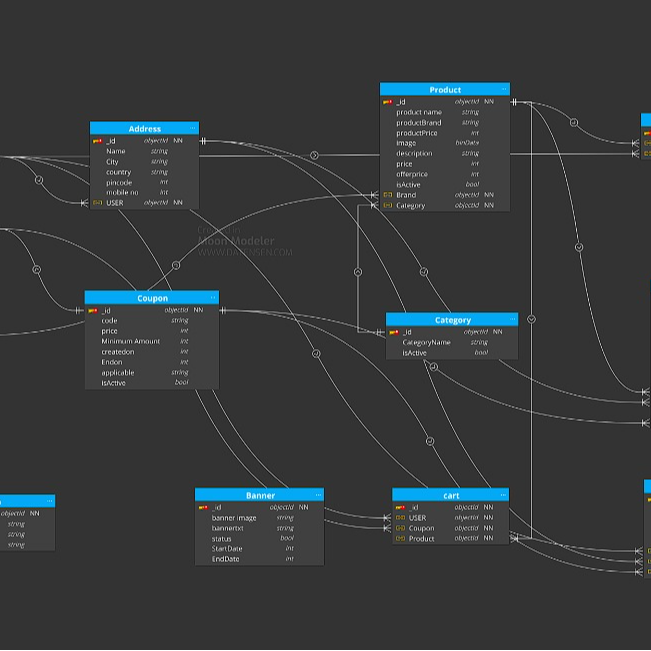 Product
_id objectId NN
product name string
productBrand string
productPrice int
image binData
description string
price int
offerprice int
isActive bool
Brand objectId NN
Category objectId NN
Address
_id objectId NN
Name string
City string
country string
pincode int
mobile no int
USER objectId NN
Created in
Moon Modeler
WWW.DATENSEN.COM
Coupon
_id objectId NN
code string
price int
Minimum Amount int
createdon int
Endon int
applicable string
isActive bool
Category
_id objectId NN
CategoryName string
isActive bool
objectId NN
string
string
string
Banner
_id objectId NN
banner image string
bannertxt string
status bool
StartDate int
EndDate int
cart
_id objectId NN
USER objectId NN
Coupon objectId NN
Product objectId NN